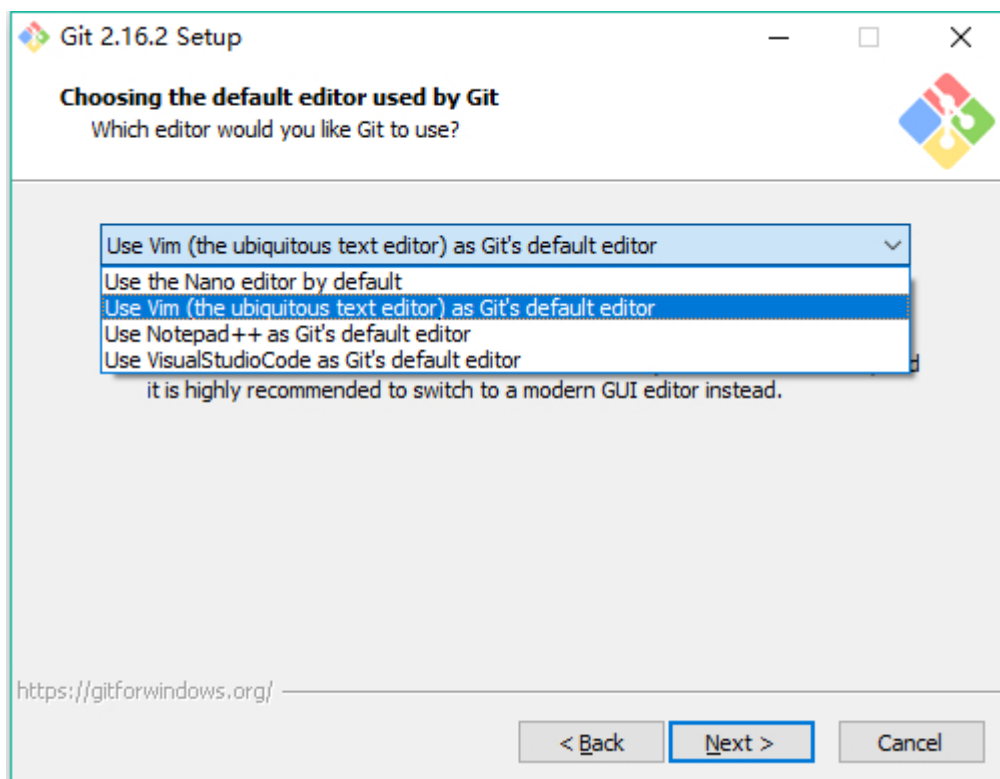 Git 2.16.2 Setup
Choosing the default editor used by Git
Which editor would you like Git to use?
Use Vim (the ubiquitous text editor) as Git's default editor
Use the Nano editor by default
Use Vim (the ubiquitous text editor) as Git's default editor
Use Notepad++ as Git's default editor
Use VisualStudioCode as Git's default editor
it is highly recommended to switch to a modern GUI editor instead.
https://gitforwindows.org/
< Back Next > Cancel